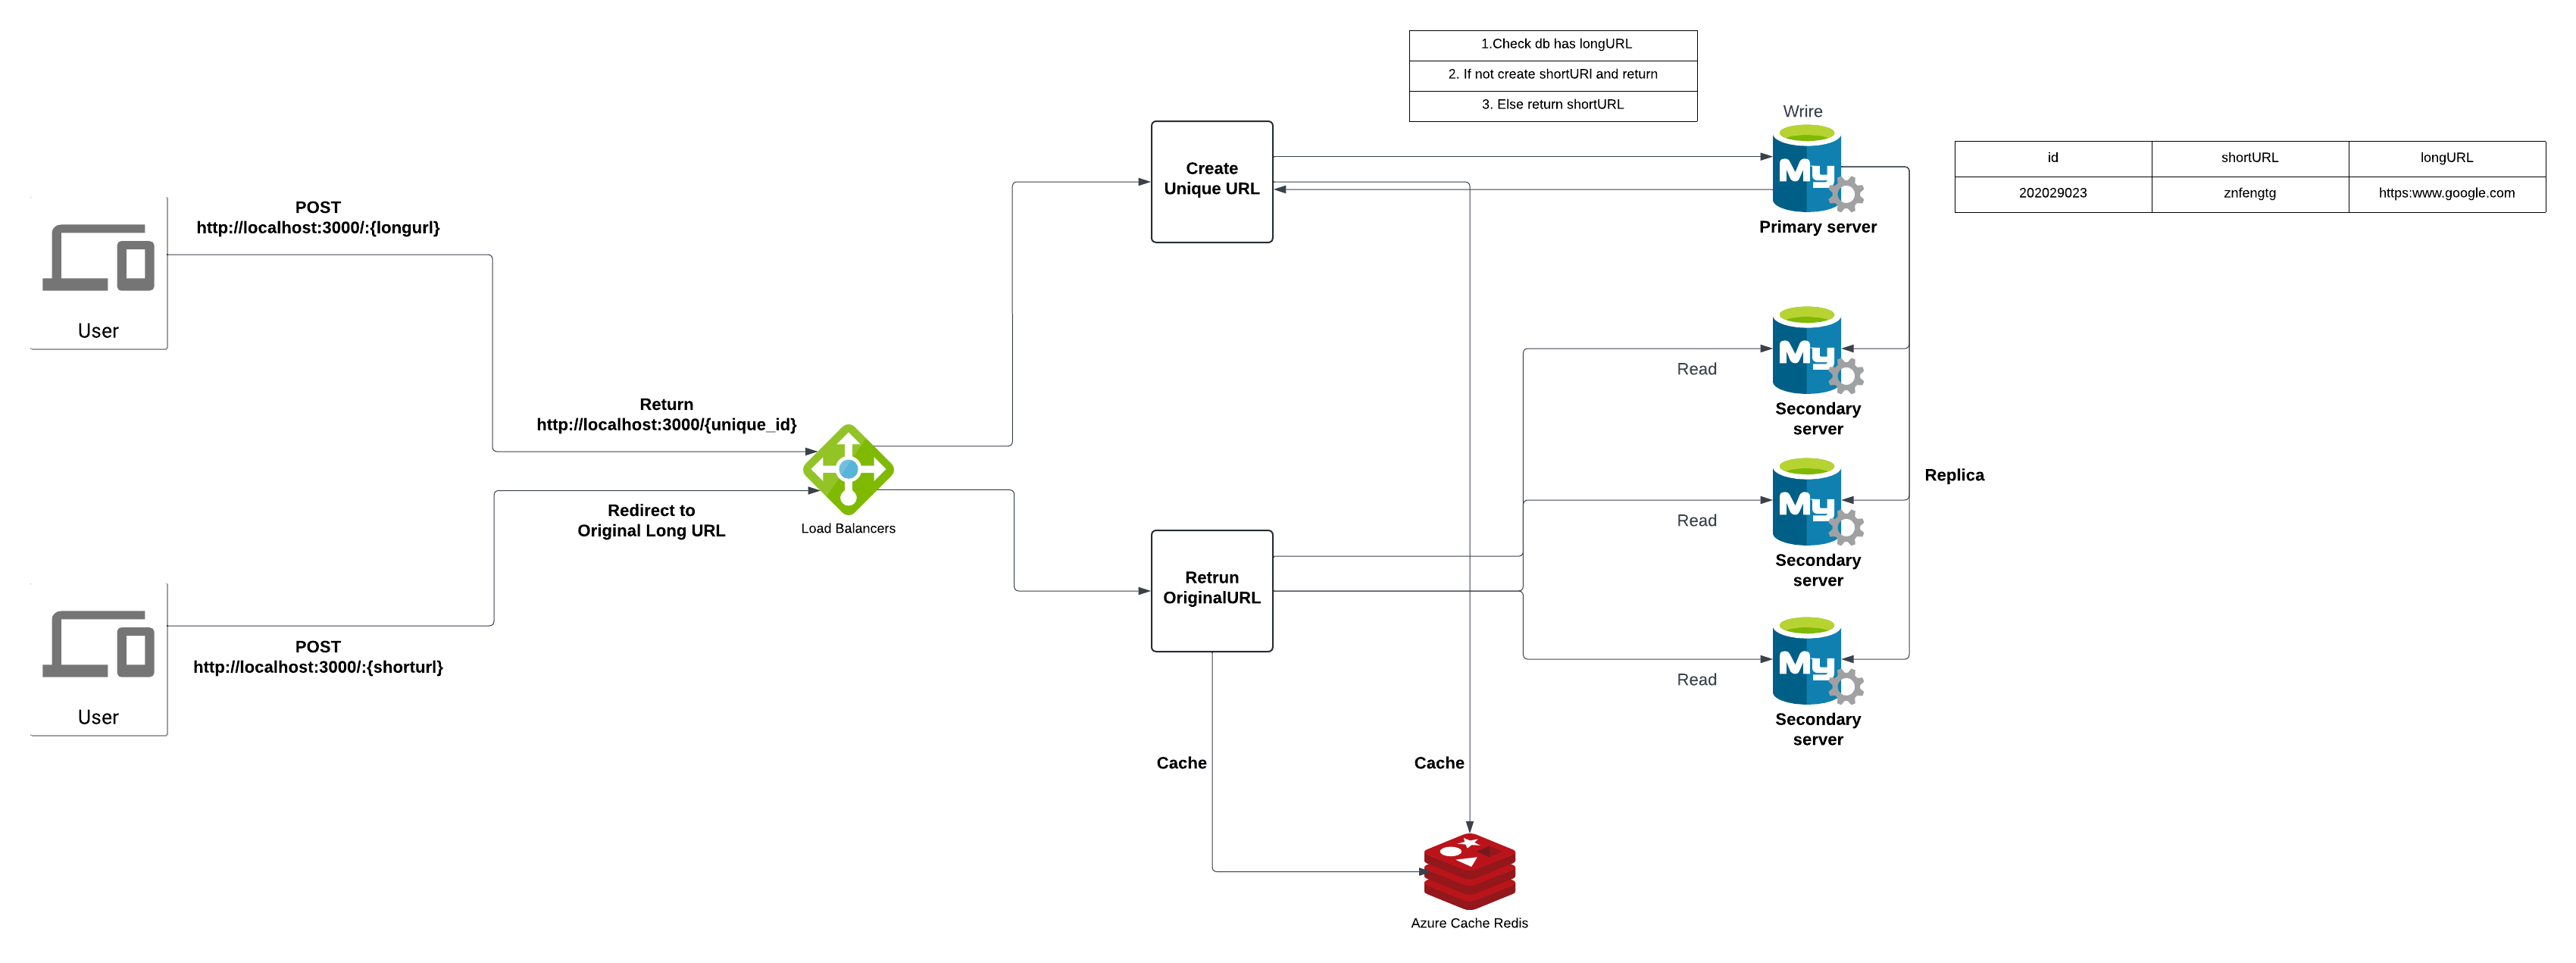 1.Check db has longURL
2. If not create shortURl and return
3. Else return shortURL
Wrire
My
Primary server
id
shortURL
longURL
202029023
znfengtg
https:www.google.com
Create
Unique URL
POST
http://localhost:3000/:{longurl}
User
Return
http://localhost:3000/{unique_id}
Load Balancers
Redirect to
Original Long URL
POST
http://localhost:3000/:{shorturl}
User
Retrun
OriginalURL
Read
My
Secondary
server
Read
My
Secondary
server
Replica
Read
My
Secondary
server
Cache
Cache
Azure Cache Redis